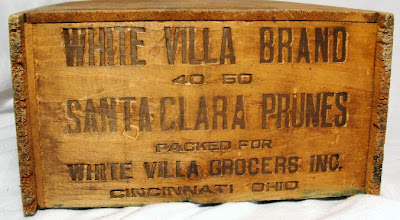 WHITE VILLA BRAND
40 50
SANTA CLARA PRUNES
PACKED FOR
WHITE VILLA GROCERS INC.
CINCINNATI OHIO